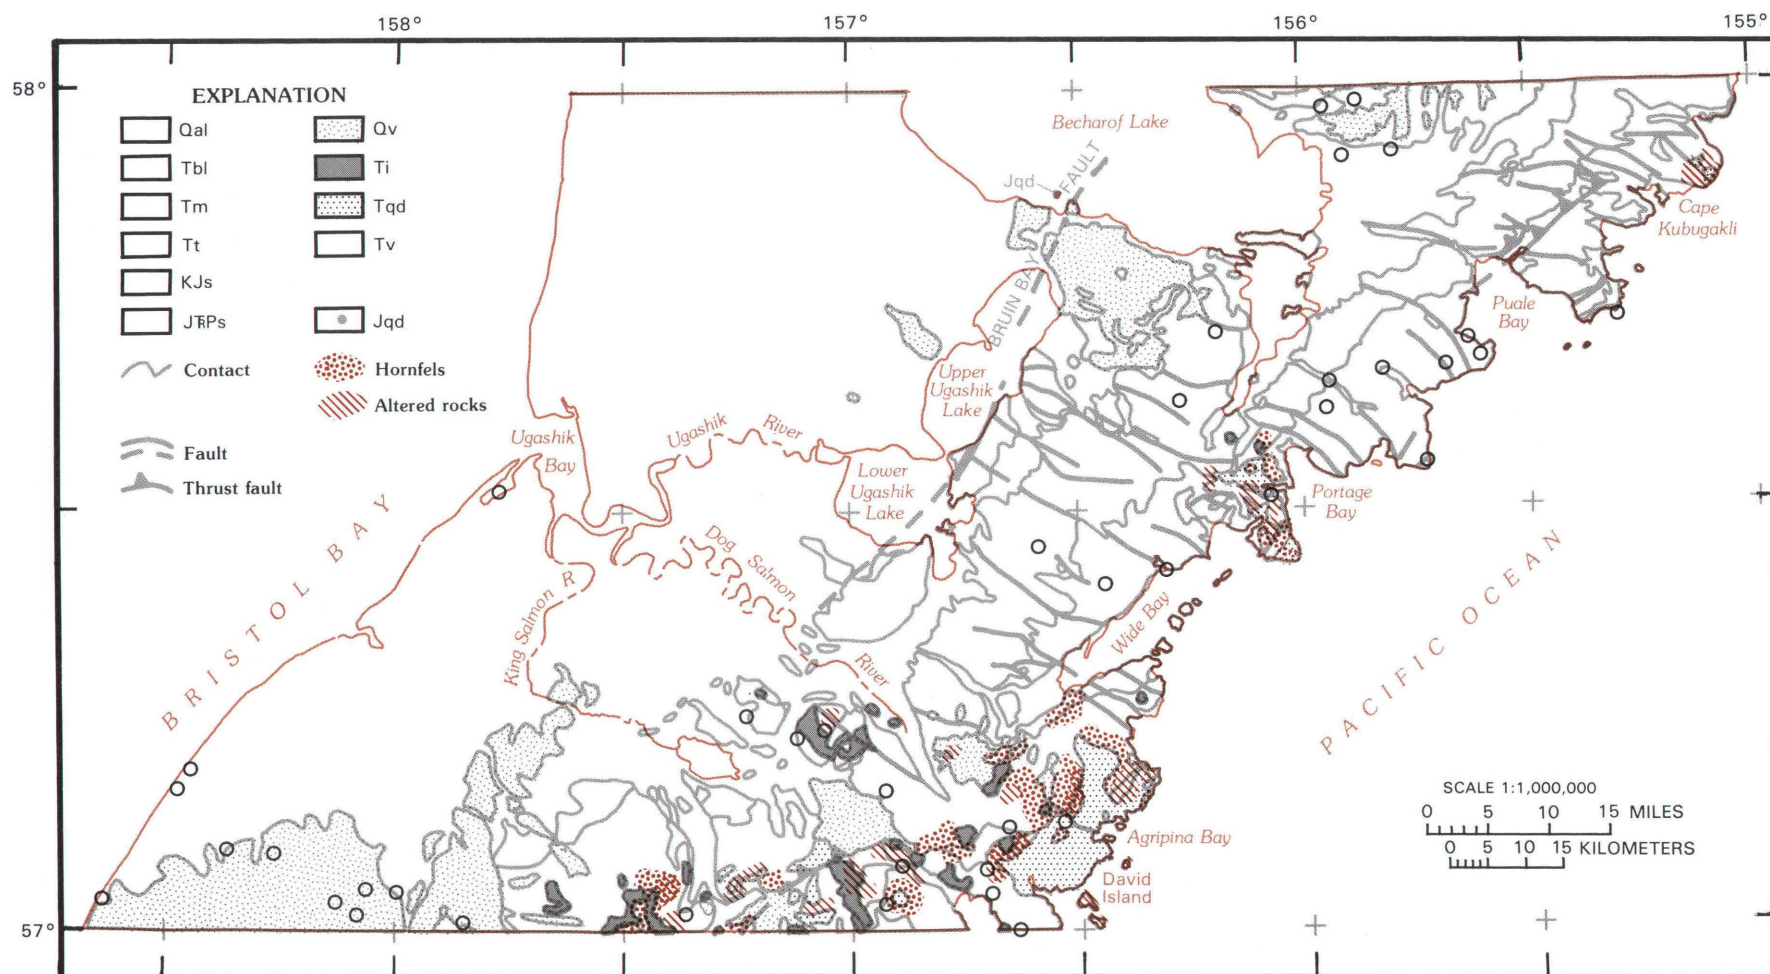 158°
157°
156°
155°
58°
57°
EXPLANATION
Qal
Qv
Tbl
Ti
Tm
Tqd
Tt
Tv
KJs
JTRPs
Jqd
Contact
Hornfels
Altered rocks
Fault
Thrust fault
Becharof Lake
Jqd
FAULT
BRUIN BAY
Cape
Kubugakli
Puale
Bay
Upper
Ugashik
Lake
Ugashik
Bay
Ugashik River
Lower
Ugashik
Lake
Portage
Bay
Dog Salmon River
King Salmon R
Wide Bay
BRISTOL BAY
PACIFIC OCEAN
Agripina Bay
David
Island
SCALE 1:1,000,000
0 5 10 15 MILES
0 5 10 15 KILOMETERS